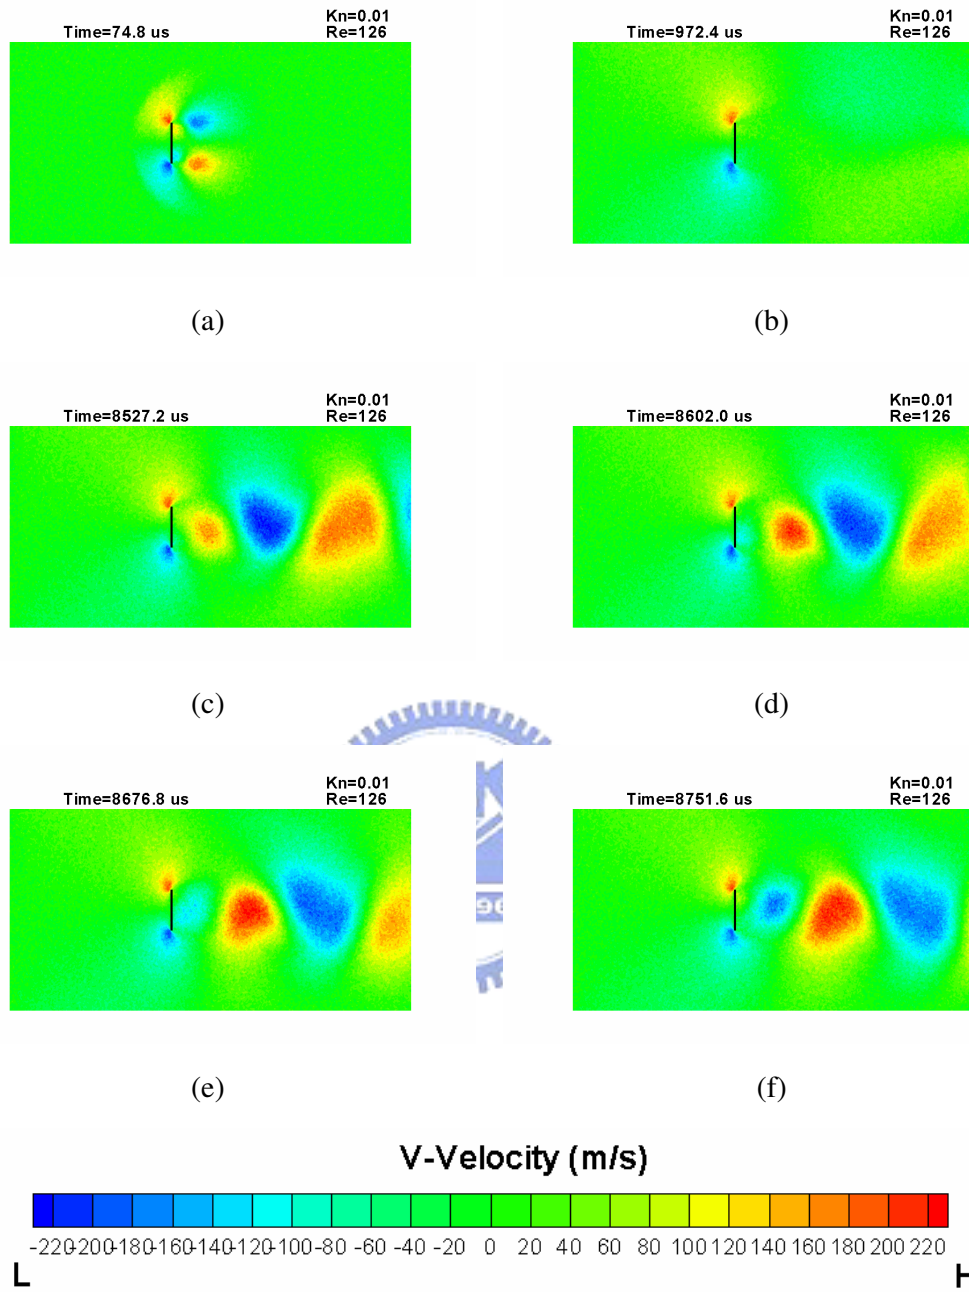 Time=74.8 us
Kn=0.01
Re=126
Time=972.4 us
Kn=0.01
Re=126
(a)
(b)
Time=8527.2 us
Kn=0.01
Re=126
Time=8602.0 us
Kn=0.01
Re=126
(c)
(d)
Time=8676.8 us
Kn=0.01
Re=126
Time=8751.6 us
Kn=0.01
Re=126
(e)
(f)
V-Velocity (m/s)
-220 -200 -180 -160 -140 -120 -100 -80 -60 -40 -20 0 20 40 60 80 100 120 140 160 180 200 220
L